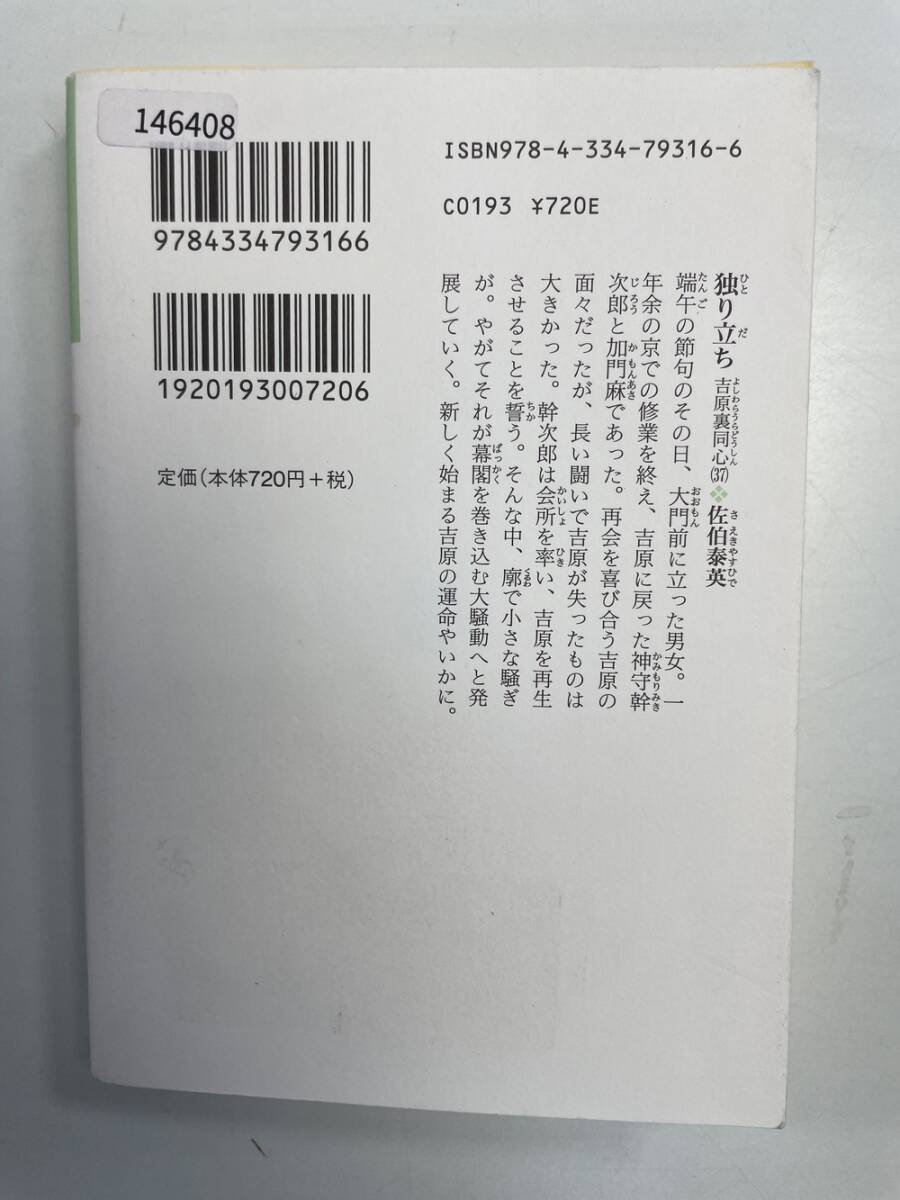 146408
9784334793166
1920193007206
定価(本体720円+税)
ISBN978-4-334-79316-6
C0193 ¥720E
独り立ち 吉原裏同心(37)❖佐伯泰英
端午の節句のその日、大門前に立った男女。一
年余の京での修業を終え、吉原に戻った神守幹
次郎と加門麻であった。再会を喜び合う吉原の
面々だったが、長い闘いで吉原が失ったものは
大きかった。幹次郎は会所を率い、吉原を再生
させることを誓う。そんな中、廓で小さな騒ぎ
が。やがてそれが幕閣を巻き込む大騒動へと発
展していく。新しく始まる吉原の運命やいかに。